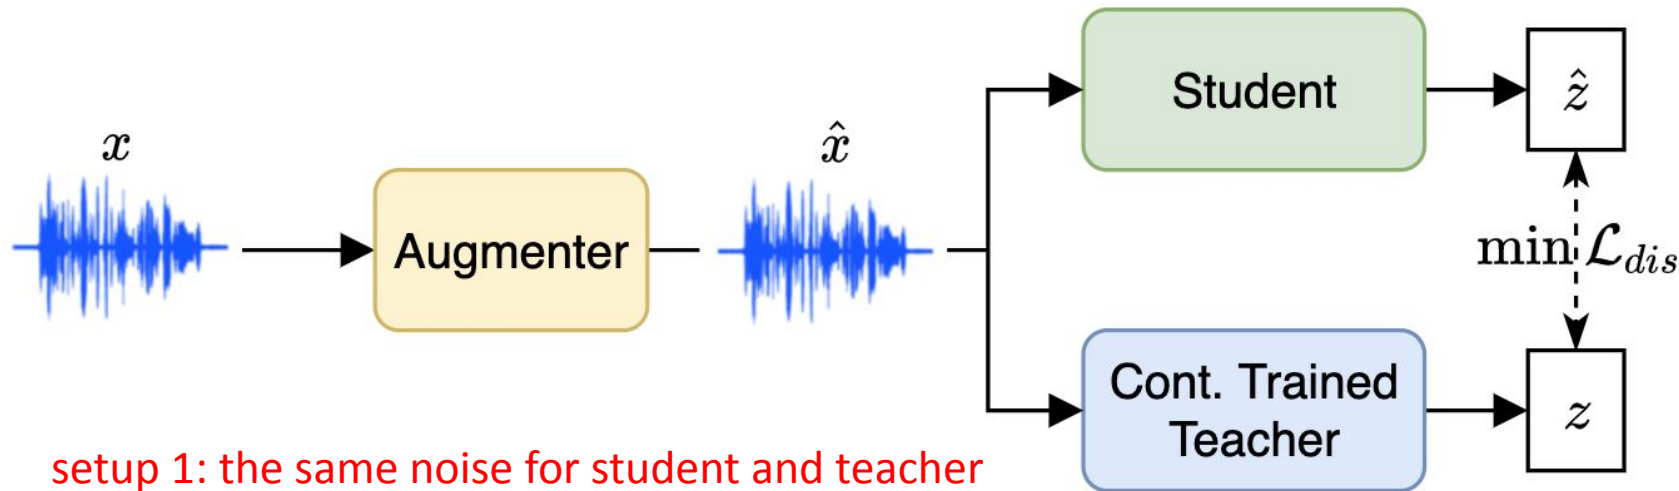 x
Augmenter
x̂
Student
ẑ
min ℒ_dis
Cont. Trained
Teacher
z
setup 1: the same noise for student and teacher